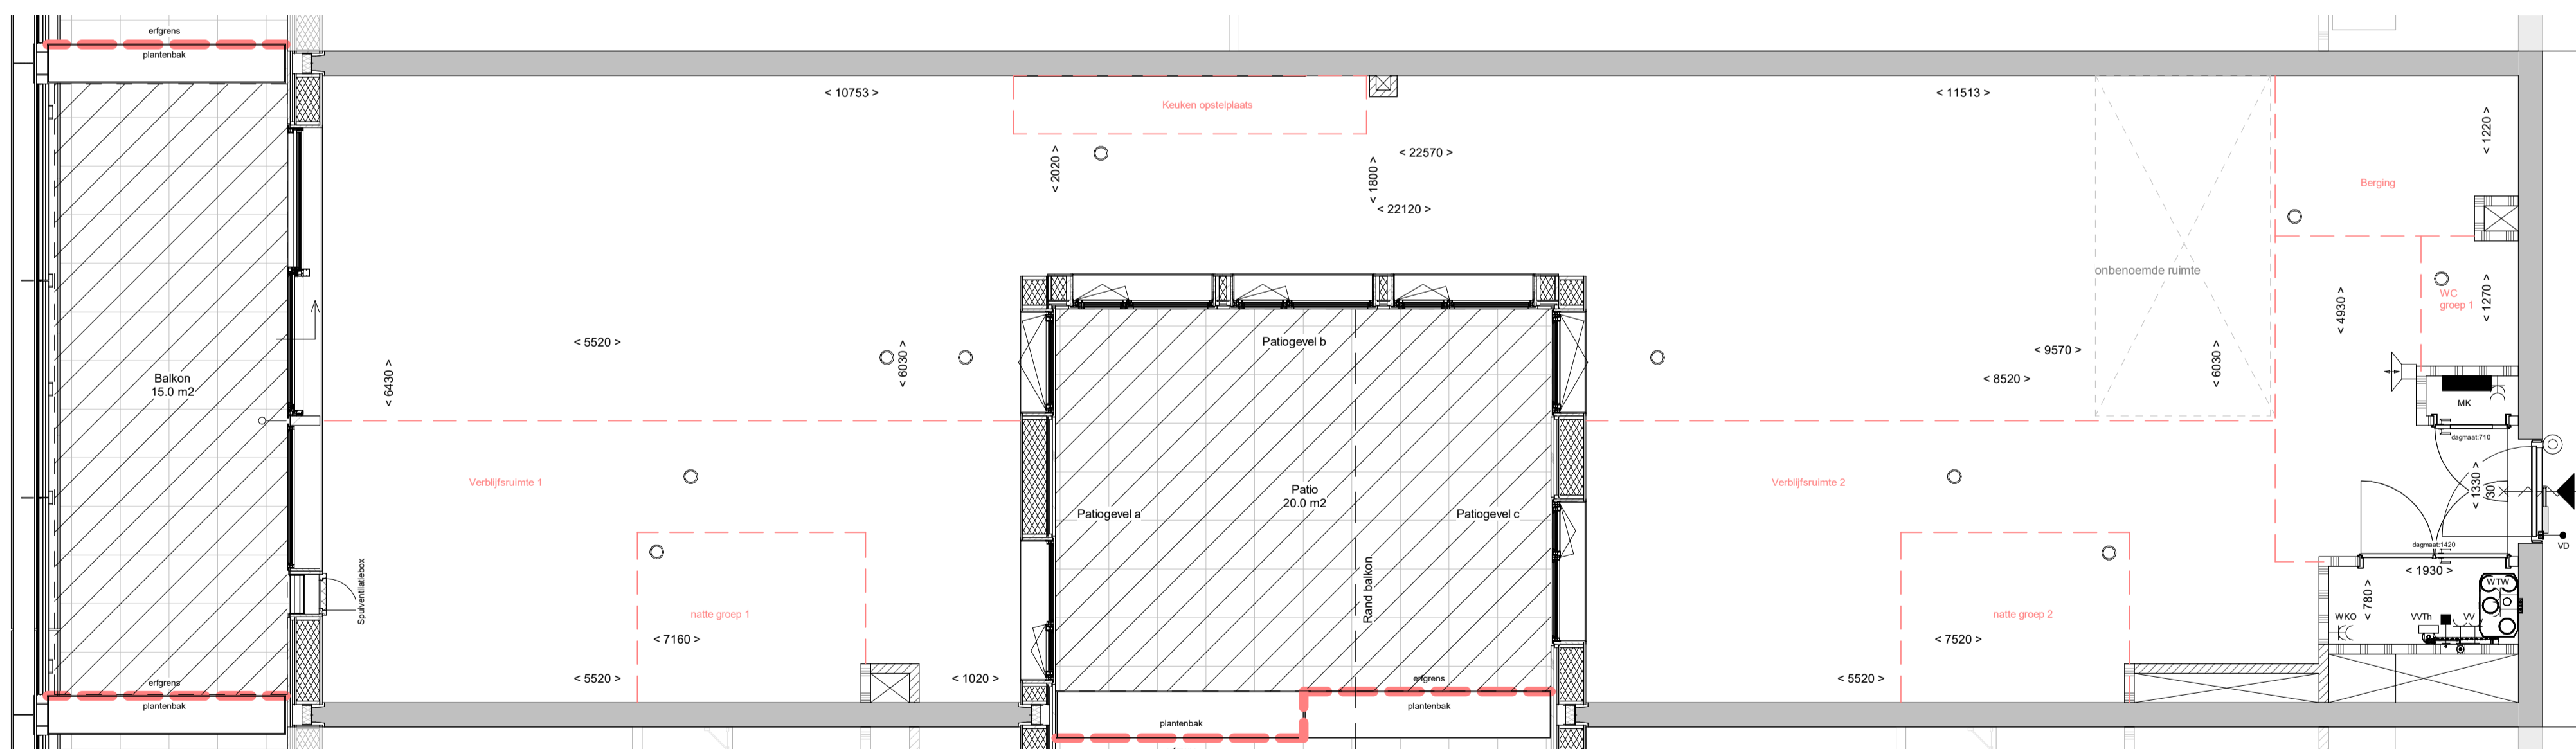 erfgrens
plantenbak
< 10753 >
Keuken opstelplaats
< 11513 >
< 1220 >
< 2020 >
< 22570 >
< 1800 >
< 22120 >
Berging
onbenoemde ruimte
WC
groep 1
< 1270 >
< 4930 >
< 5520 >
< 6030 >
< 6430 >
Patiogevel b
< 9570 >
< 8520 >
< 6030 >
Balkon
15.0 m2
MK
dagmaat:710
Verblijfsruimte 1
Patio
20.0 m2
Patiogevel a
Patiogevel c
Verblijfsruimte 2
< 1330 >
30
VD
dagmaat:1420
< 1930 >
Spuiventilatiebox
Rand balkon
WTW
< 780 >
natte groep 1
natte groep 2
WKO
VVTh
VV
< 7160 >
< 7520 >
erfgrens
plantenbak
< 5520 >
< 1020 >
erfgrens
plantenbak
plantenbak
< 5520 >